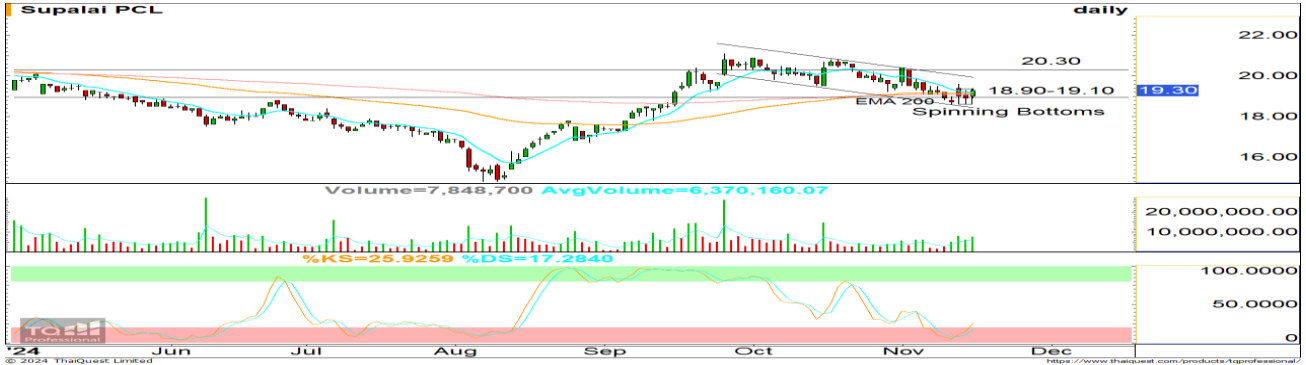 Supalai PCL daily
22.00
20.30
20.00
18.90-19.10
19.30
EMA 200
Spinning Bottoms
18.00
16.00
Volume=7,848,700 AvgVolume=6,370,160.07
20,000,000.00
10,000,000.00
%KS=25.9259 %DS=17.2840
100.0000
50.0000
0
TQ
Professional
'24 Jun Jul Aug Sep Oct Nov Dec
© 2024 ThaiQuest Limited https://www.thaiquest.com/products/tqprofessional/